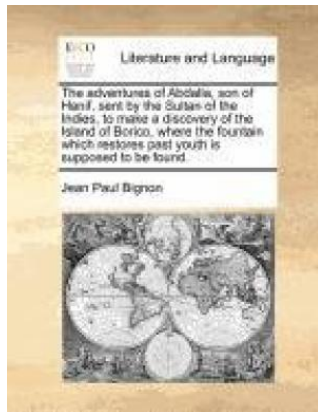 ECCO
Literature and Language
The adventures of Abdalla, son of
Hanif, sent by the Sultan of the
Indies, to make a discovery of the
Island of Borico, where the fountain
which restores past youth is
supposed to be found.
Jean Paul Bignon